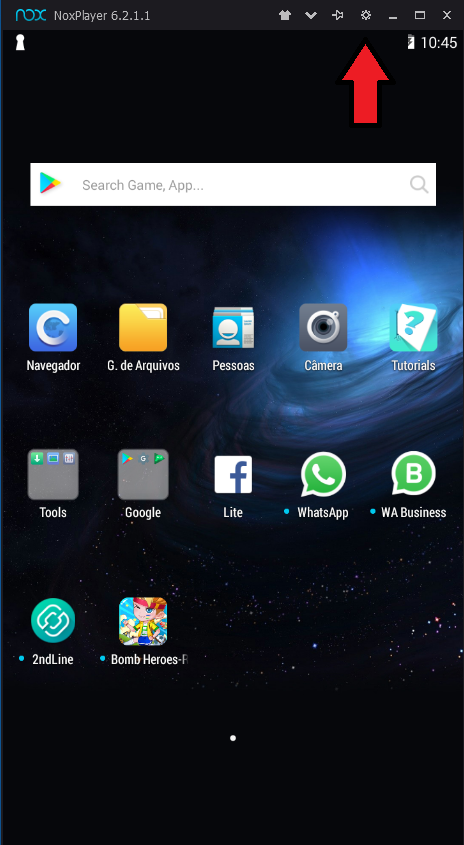 nox NoxPlayer 6.2.1.1
10:45
Search Game, App...
Navegador G. de Arquivos Pessoas Câmera Tutorials
Tools Google Lite WhatsApp WA Business
2ndLine Bomb Heroes-R